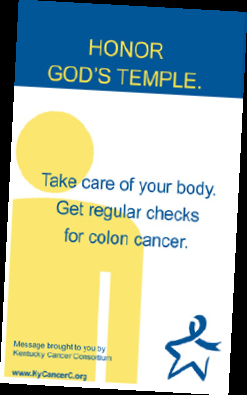 HONOR
GOD'S TEMPLE.
Take care of your body.
Get regular checks
for colon cancer.
Message brought to you by
Kentucky Cancer Consortium
www.KyCancerC.org